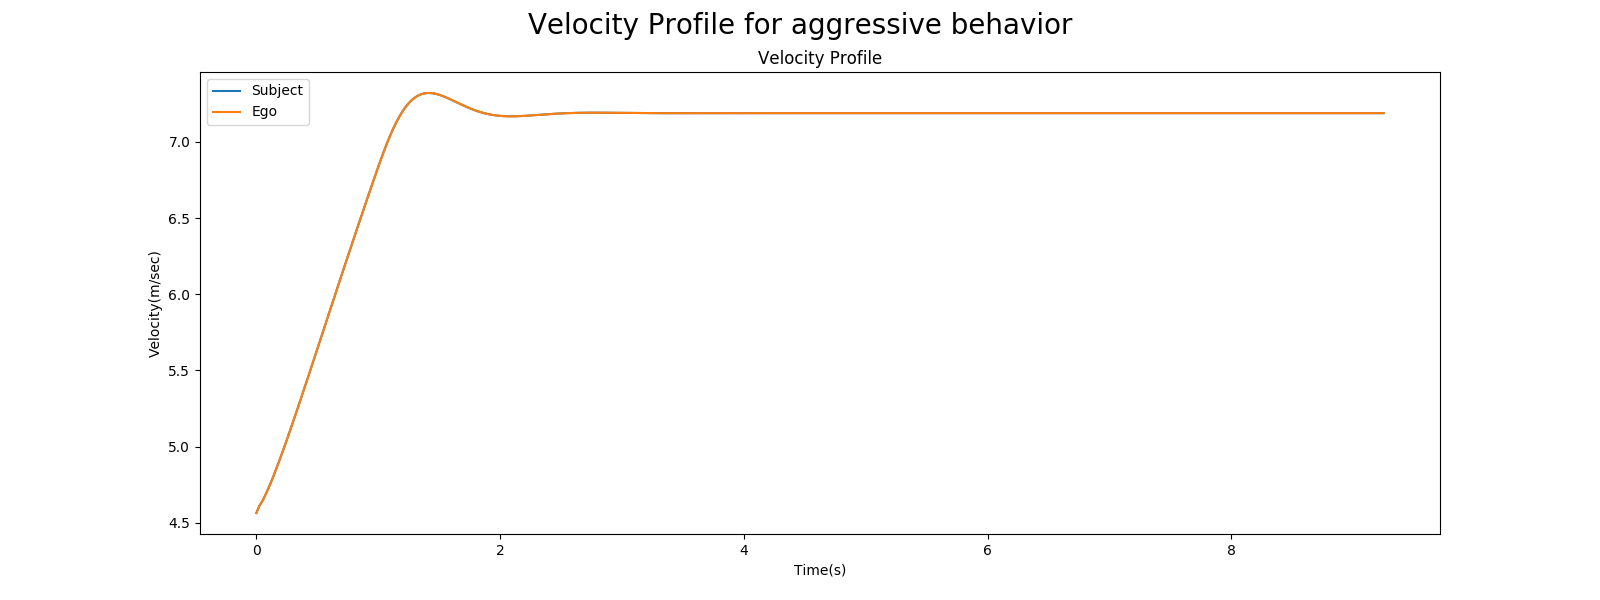 Velocity Profile for aggressive behavior
Velocity Profile
Subject
Ego
7.0
6.5
6.0
5.5
5.0
4.5
Velocity(m/sec)
0 2 4 6 8
Time(s)